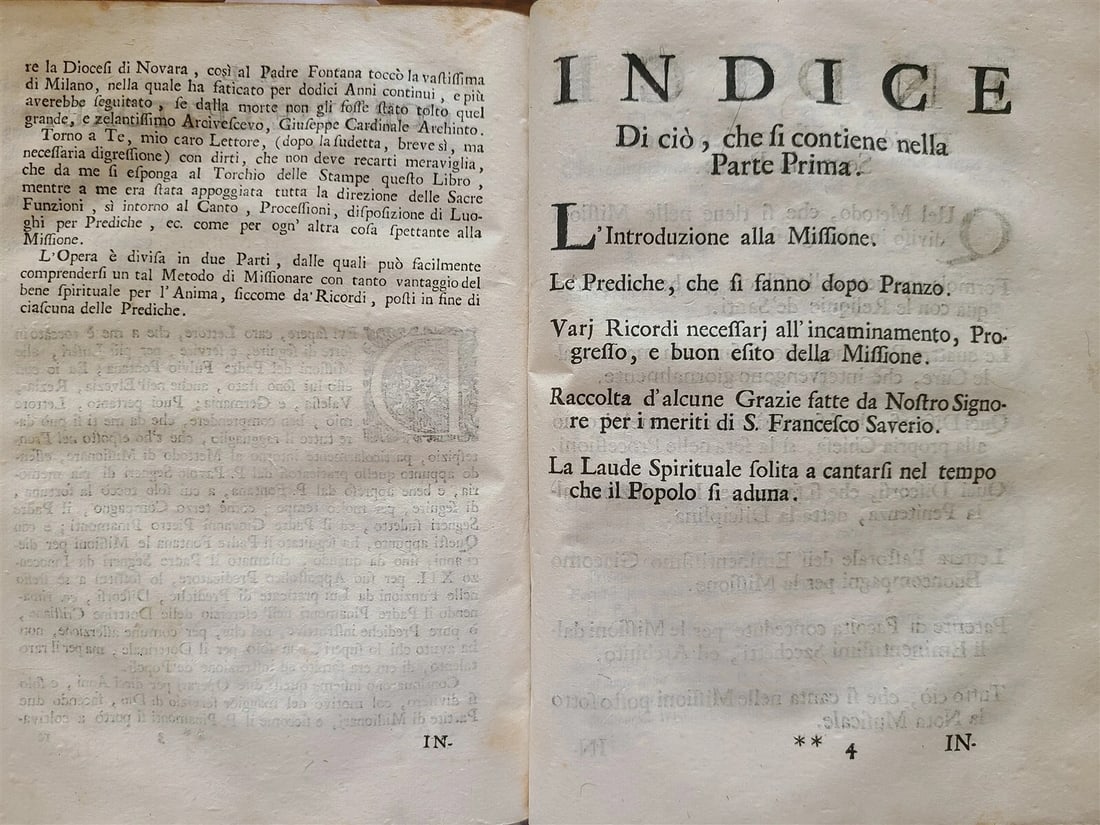 re la Dioceſi di Novara , così al Padre Fontana toccò la vaſtiſſima
di Milano, nella quale ha faticato per dodici Anni continui , e più
averebbe ſeguitato , ſe dalla morte non gli foſſe ſtato tolto quel
grande, e zelantiſſimo Arciveſcevo, Giuſeppe Cardinale Archinto.
Torno a Te, mio caro Lettore, (dopo la ſudetta, breve sì, ma
neceſſaria digreſſione) con dirti, che non deve recarti meraviglia,
che da me ſi eſponga al Torchio delle Stampe queſto Libro ,
mentre a me era ſtata appoggiata tutta la direzione delle Sacre
Funzioni , sì intorno al Canto , Proceſſioni, diſpoſizione di Luo-
ghi per Prediche , ec. come per ogn' altra coſa ſpettante alla
Miſſione.
L'Opera è diviſa in due Parti , dalle quali può facilmente
comprenderſi un tal Metodo di Miſſionare con tanto vantaggio del
bene ſpirituale per l'Anima, ſiccome da' Ricordi , poſti in fine di
ciaſcuna delle Prediche.
IN-
INDICE
Di ciò , che ſi contiene nella
Parte Prima.
L'Introduzione alla Miſſione.
Le Prediche, che ſi fanno dopo Pranzo.
Varj Ricordi neceſſarj all'incaminamento, Pro-
greſſo, e buon eſito della Miſſione.
Raccolta d'alcune Grazie fatte da Noſtro Signo-
re per i meriti di S. Franceſco Saverio.
La Laude Spirituale ſolita a cantarſi nel tempo
che il Popolo ſi aduna.
** 4 IN-